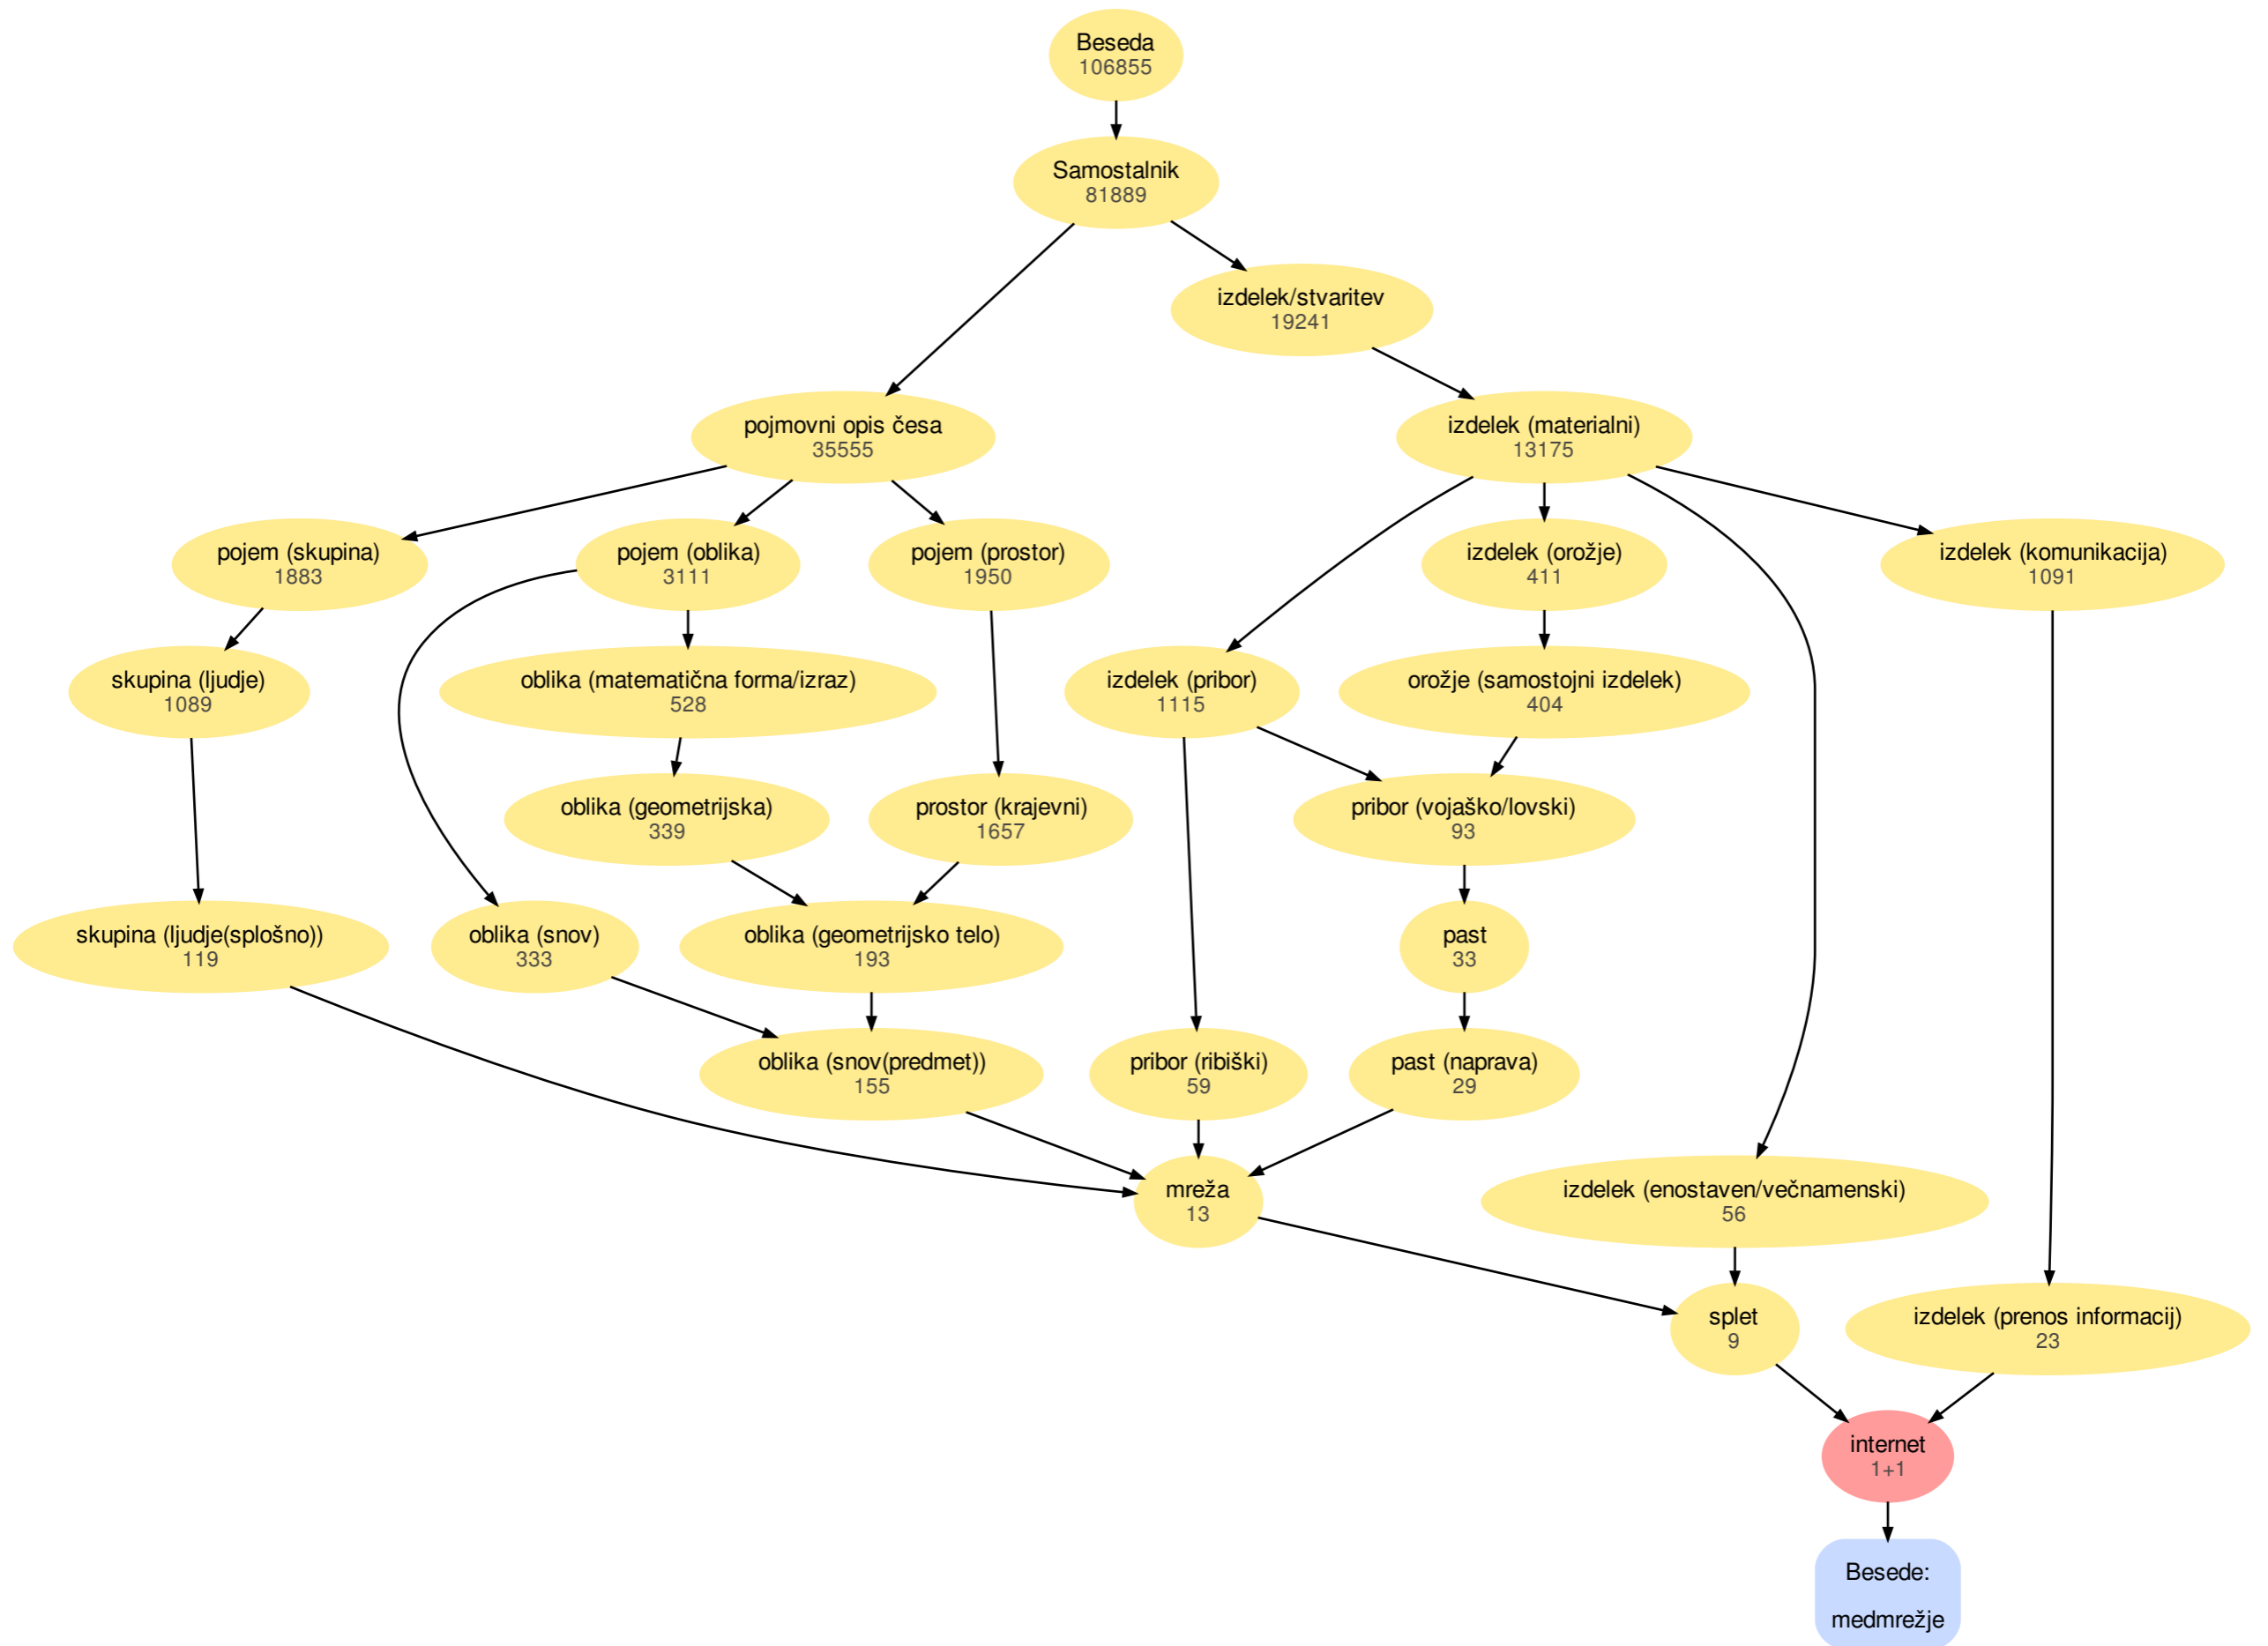 Beseda
106855
Samostalnik
81889
izdelek/stvaritev
19241
pojmovni opis česa
35555
izdelek (materialni)
13175
pojem (skupina)
1883
pojem (oblika)
3111
pojem (prostor)
1950
izdelek (orožje)
411
izdelek (komunikacija)
1091
skupina (ljudje)
1089
oblika (matematična forma/izraz)
528
izdelek (pribor)
1115
orožje (samostojni izdelek)
404
oblika (geometrijska)
339
prostor (krajevni)
1657
pribor (vojaško/lovski)
93
skupina (ljudje(splošno))
119
oblika (snov)
333
oblika (geometrijsko telo)
193
past
33
oblika (snov(predmet))
155
pribor (ribiški)
59
past (naprava)
29
mreža
13
izdelek (enostaven/večnamenski)
56
splet
9
izdelek (prenos informacij)
23
internet
1+1
Besede:
medmrežje